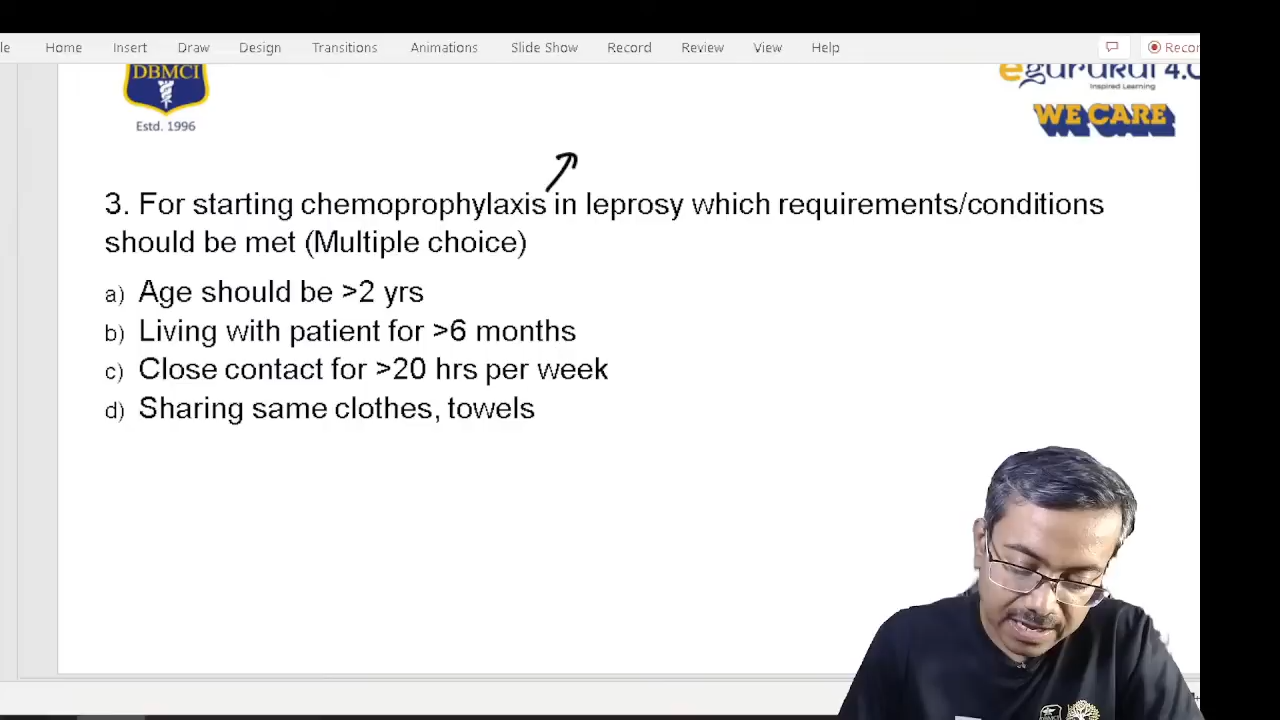 Home Insert Draw Design Transitions Animations Slide Show Record Review View Help
DBMCI
Estd. 1996
Inspired Learning
WE CARE
3. For starting chemoprophylaxis in leprosy which requirements/conditions
should be met (Multiple choice)
a) Age should be >2 yrs
b) Living with patient for >6 months
c) Close contact for >20 hrs per week
d) Sharing same clothes, towels